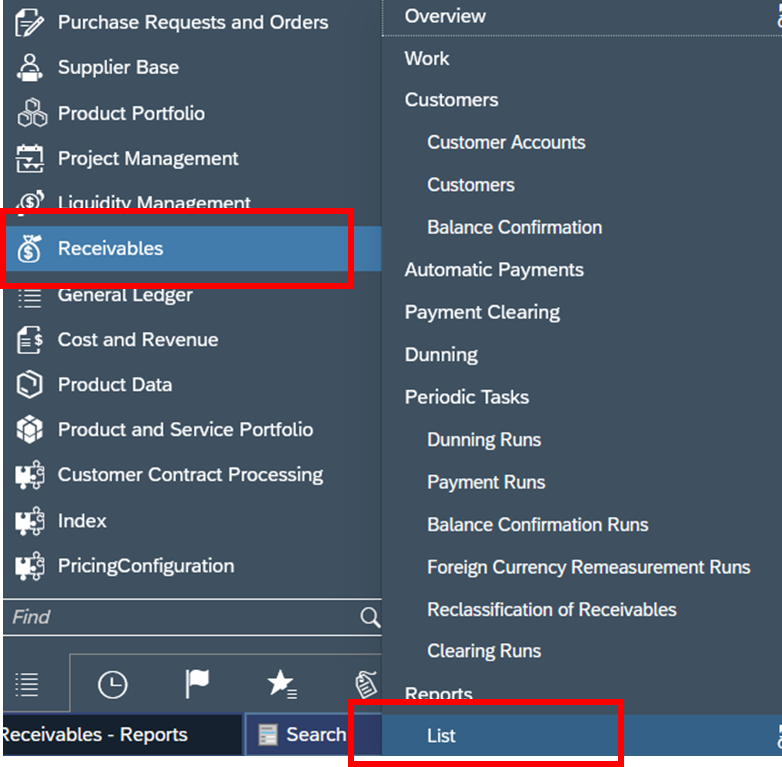 Purchase Requests and Orders
Supplier Base
Product Portfolio
Project Management
Liquidity Management
Receivables
General Ledger
Cost and Revenue
Product Data
Product and Service Portfolio
Customer Contract Processing
Index
PricingConfiguration
Find
Receivables - Reports
Search
Overview
Work
Customers
Customer Accounts
Customers
Balance Confirmation
Automatic Payments
Payment Clearing
Dunning
Periodic Tasks
Dunning Runs
Payment Runs
Balance Confirmation Runs
Foreign Currency Remeasurement Runs
Reclassification of Receivables
Clearing Runs
Reports
List